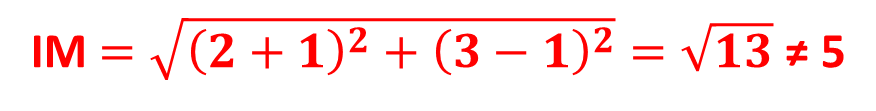 IM = √(2 + 1)² + (3 − 1)² = √13 ≠ 5